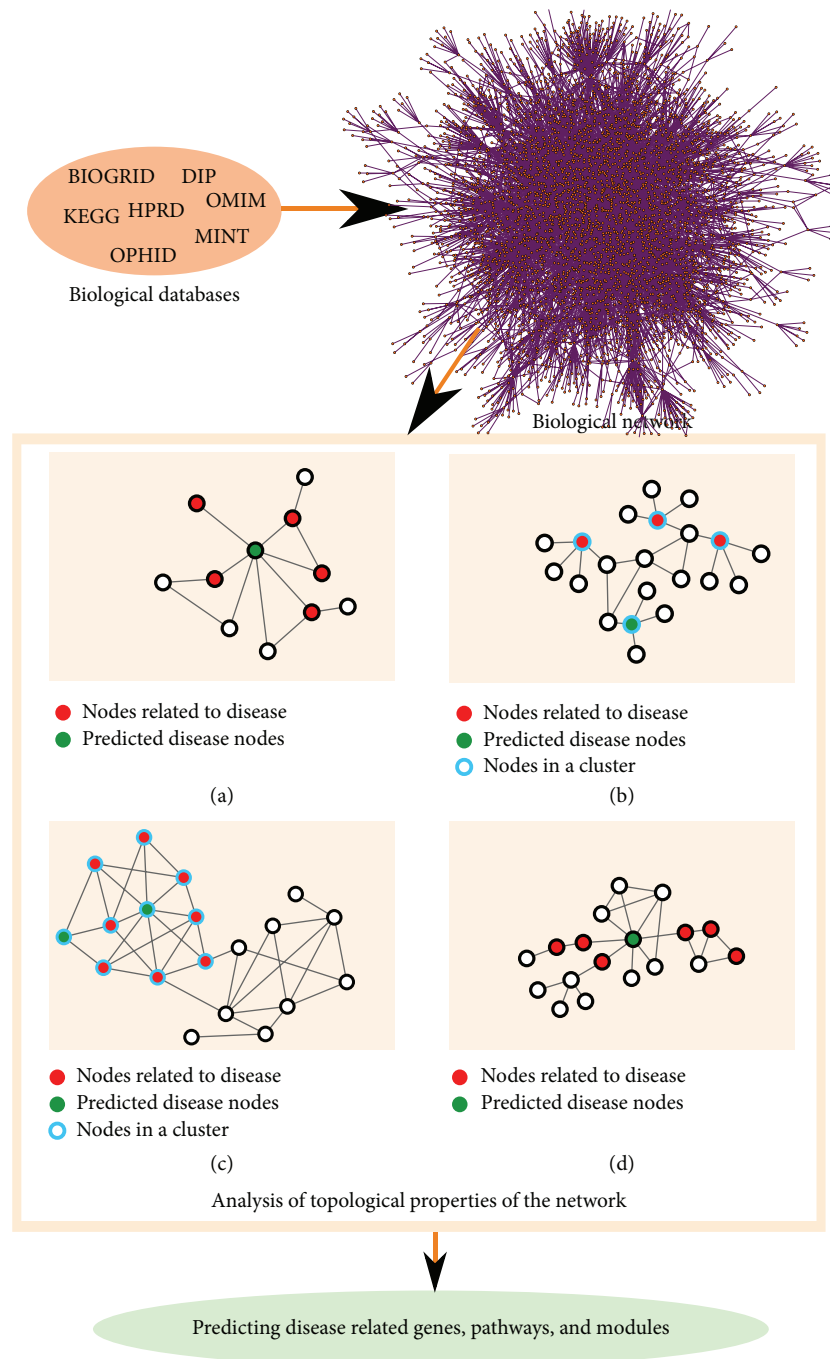 BIOGRID DIP
KEGG HPRD OMIM
MINT
OPHID
Biological databases
Biological network
Nodes related to disease
Predicted disease nodes
(a)
Nodes related to disease
Predicted disease nodes
Nodes in a cluster
(b)
Nodes related to disease
Predicted disease nodes
Nodes in a cluster
(c)
Nodes related to disease
Predicted disease nodes
(d)
Analysis of topological properties of the network
Predicting disease related genes, pathways, and modules